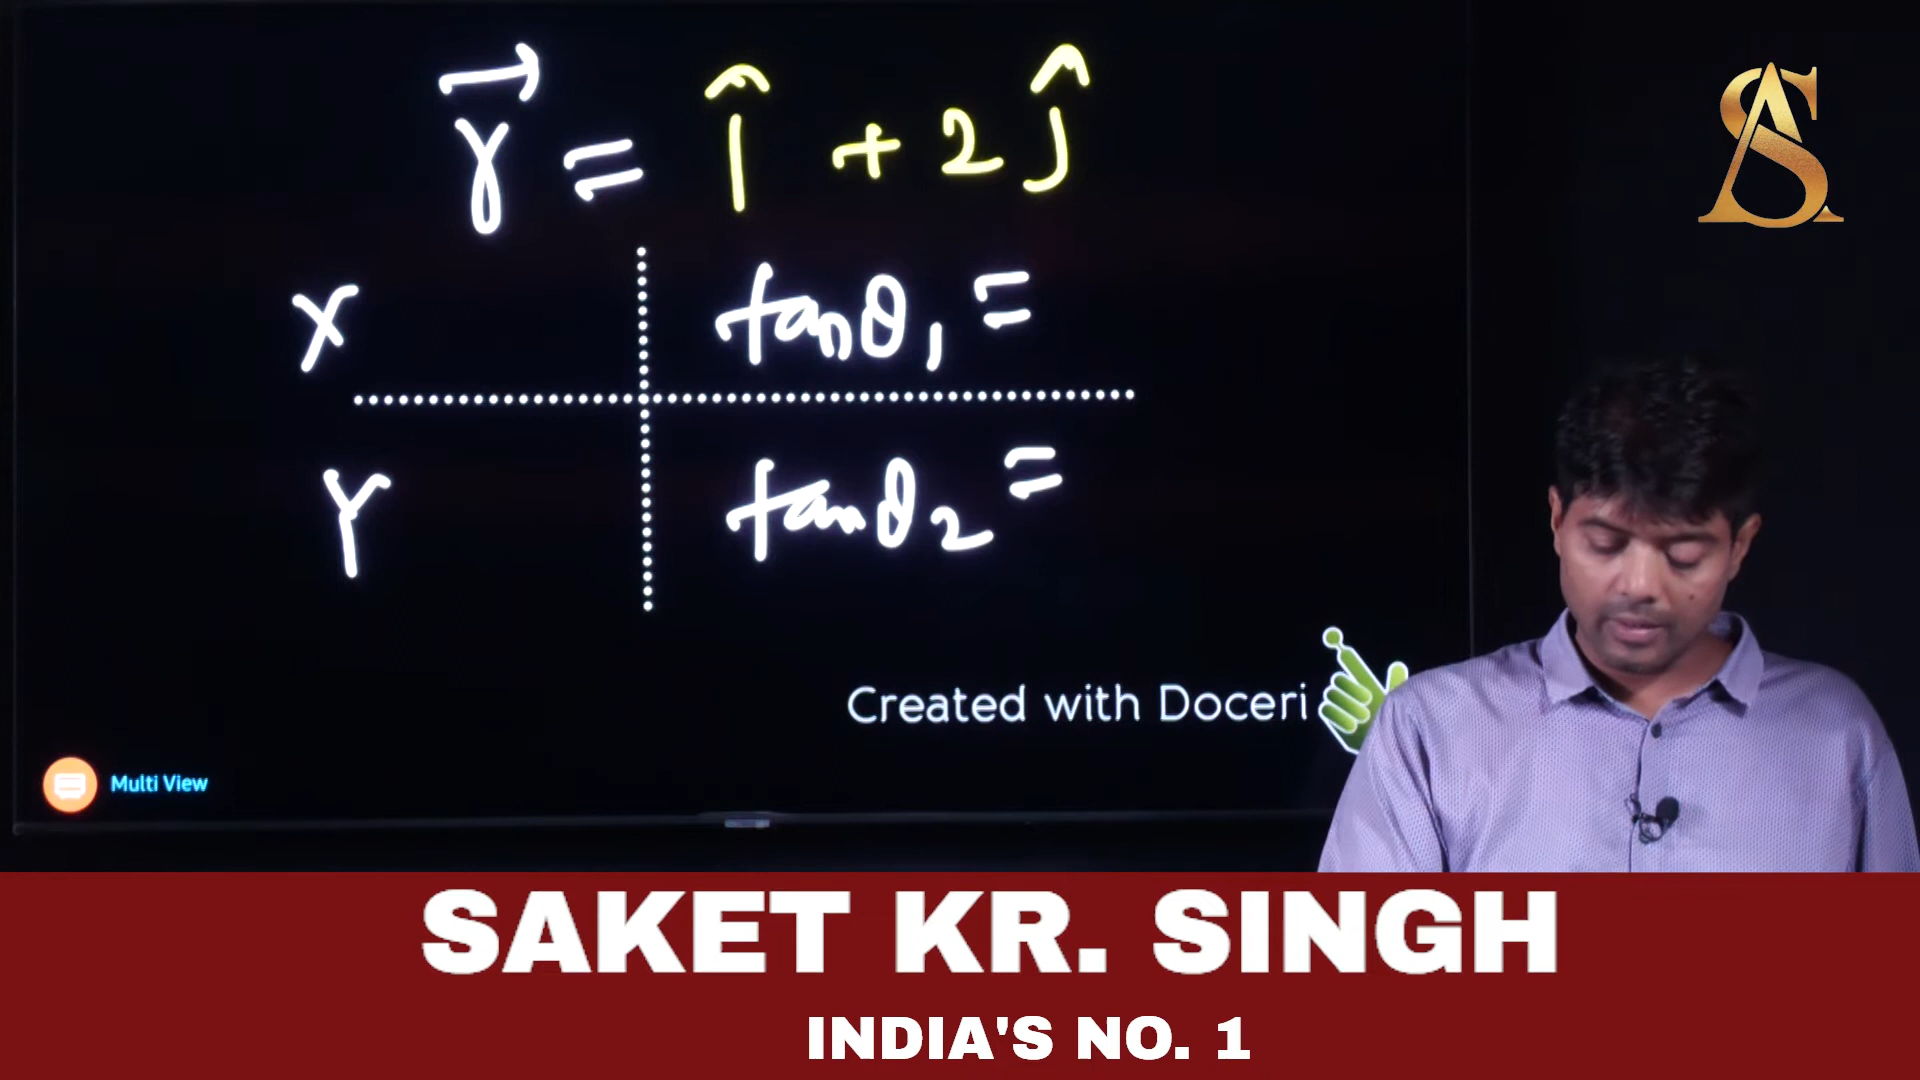 r⃗ = î + 2ĵ
X tanθ₁ =
Y tanθ₂ =
Created with Doceri
Multi View
SAKET KR. SINGH
INDIA'S NO. 1